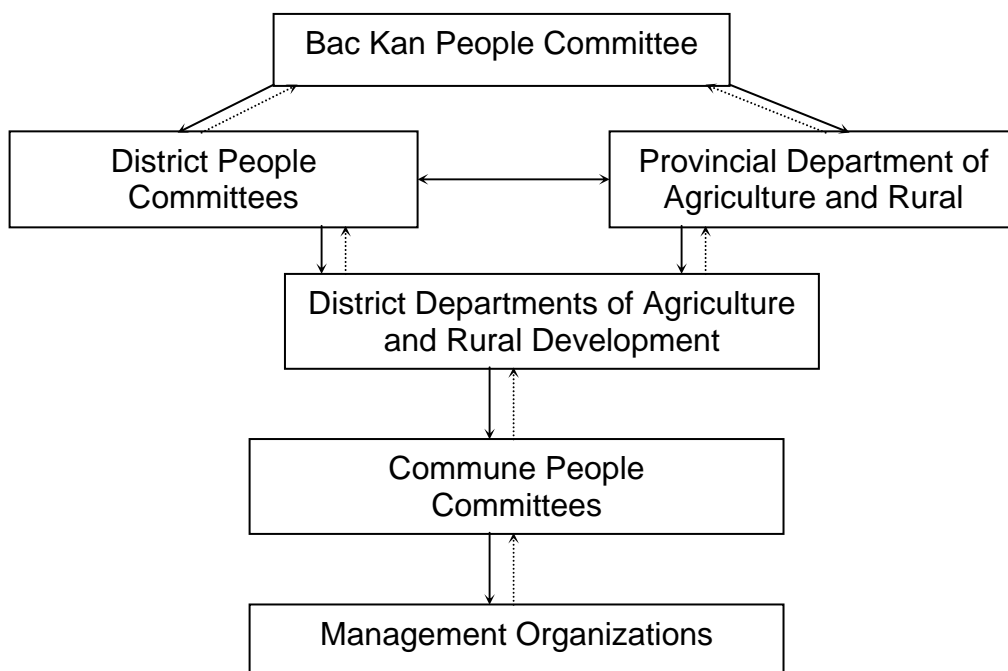 Bac Kan People Committee
District People
Committees
Provincial Department of
Agriculture and Rural
District Departments of Agriculture
and Rural Development
Commune People
Committees
Management Organizations